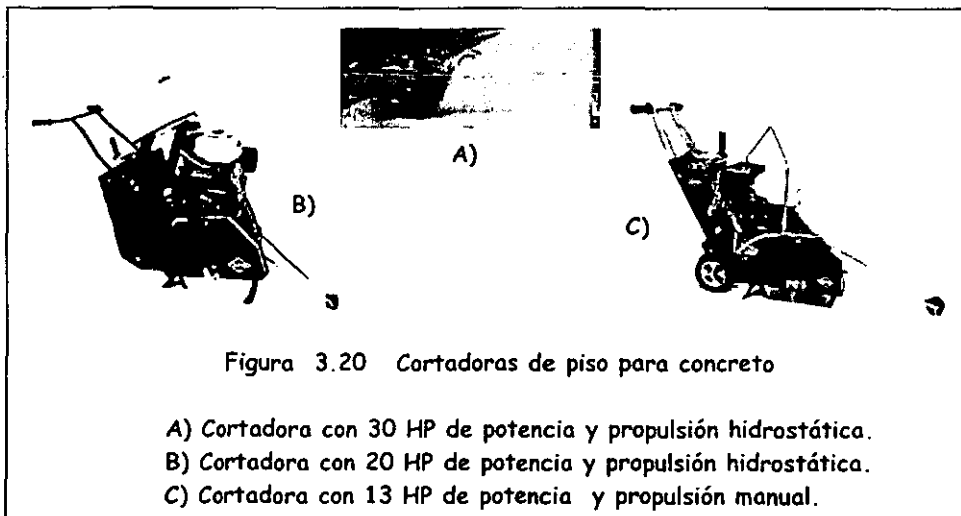 A)
B)
C)
Figura 3.20 Cortadoras de piso para concreto
A) Cortadora con 30 HP de potencia y propulsión hidrostática.
B) Cortadora con 20 HP de potencia y propulsión hidrostática.
C) Cortadora con 13 HP de potencia y propulsión manual.